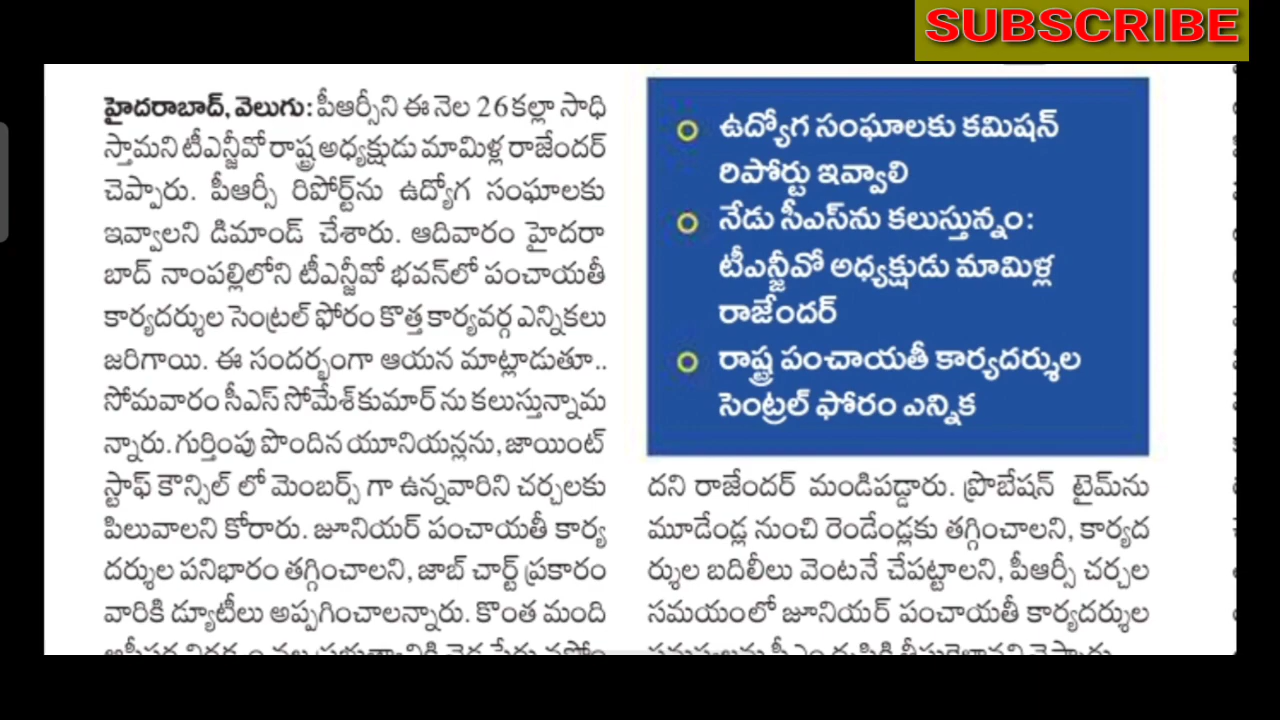 SUBSCRIBE
హైదరాబాద్, వెలుగు: పీఆర్సీని ఈ నెల 26 కల్లా సాధి
స్తామని టీఎన్జీవో రాష్ట్ర అధ్యక్షుడు మామిళ్ల రాజేందర్
చెప్పారు. పీఆర్సీ రిపోర్ట్‌ను ఉద్యోగ సంఘాలకు
ఇవ్వాలని డిమాండ్ చేశారు. ఆదివారం హైదరా
బాద్ నాంపల్లిలోని టీఎన్జీవో భవన్‌లో పంచాయతీ
కార్యదర్శుల సెంట్రల్ ఫోరం కొత్త కార్యవర్గ ఎన్నికలు
జరిగాయి. ఈ సందర్భంగా ఆయన మాట్లాడుతూ..
సోమవారం సీఎస్ సోమేశ్ కుమార్ ను కలుస్తున్నామ
న్నారు. గుర్తింపు పొందిన యూనియన్లను, జాయింట్
స్టాఫ్ కౌన్సిల్ లో మెంబర్స్ గా ఉన్నవారిని చర్చలకు
పిలువాలని కోరారు. జూనియర్ పంచాయతీ కార్య
దర్శుల పనిభారం తగ్గించాలని, జాబ్ చార్ట్ ప్రకారం
వారికి డ్యూటీలు అప్పగించాలన్నారు. కొంత మంది
ఉద్యోగ సంఘాలకు కమిషన్
రిపోర్టు ఇవ్వాలి
నేడు సీఎస్‌ను కలుస్తున్నం:
టీఎన్జీవో అధ్యక్షుడు మామిళ్ల
రాజేందర్
రాష్ట్ర పంచాయతీ కార్యదర్శుల
సెంట్రల్ ఫోరం ఎన్నిక
దని రాజేందర్ మండిపడ్డారు. ప్రొబేషన్ టైమ్‌ను
మూడేండ్ల నుంచి రెండేండ్లకు తగ్గించాలని, కార్యద
ర్శుల బదిలీలు వెంటనే చేపట్టాలని, పీఆర్సీ చర్చల
సమయంలో జూనియర్ పంచాయతీ కార్యదర్శుల